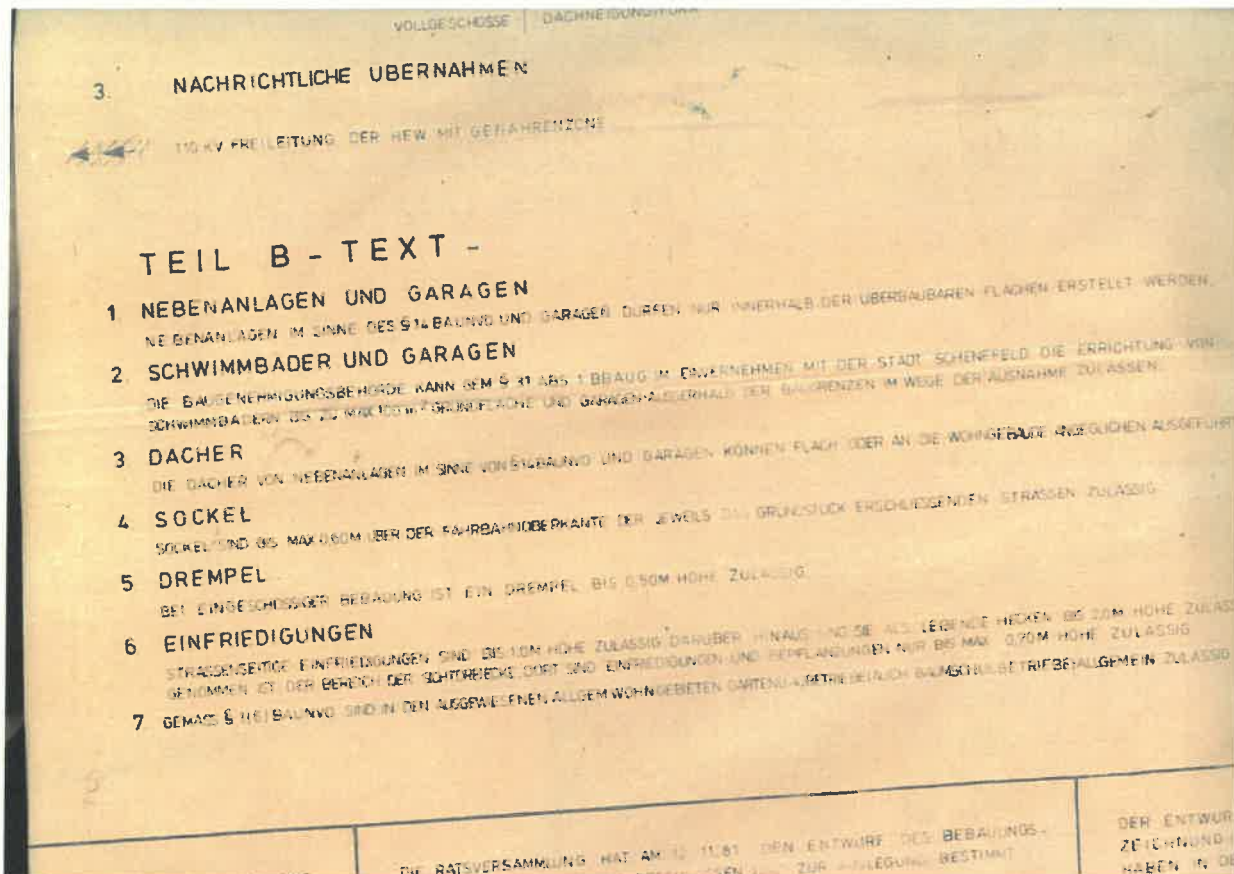 VOLLGESCHOSSE DACHNEIGUNG
3. NACHRICHTLICHE UBERNAHMEN
110 KV FREILEITUNG DER HEW MIT GEFAHRENZONE
TEIL B - TEXT -
1 NEBENANLAGEN UND GARAGEN
NEBENANLAGEN IM SINNE DES § 14 BAUNVO UND GARAGEN DURFEN NUR INNERHALB DER UBERBAUBAREN FLACHEN ERSTELLT WERDEN.
2 SCHWIMMBADER UND GARAGEN
DIE BAUGENEHMIGUNGSBEHORDE KANN GEM § 31 ABS 1 BBAUG IM EINVERNEHMEN MIT DER STADT SCHENEFELD DIE ERRICHTUNG VON
SCHWIMMBADERN BIS ZU MAX 100 m² GRUNDFLACHE UND GARAGEN AUSSERHALB DER BAUGRENZEN IM WEGE DER AUSNAHME ZULASSEN.
3 DACHER
DIE DACHER VON NEBENANLAGEN IM SINNE VON § 14 BAUNVO UND GARAGEN KÖNNEN FLACH ODER AN DIE WOHNGEBAUDE ANGEGLICHEN AUSGEFUHRT
4 SOCKEL
SOCKEL SIND BIS MAX 0,60M UBER DER FAHRBAHNOBERKANTE DER JEWEILS DAS GRUNDSTUCK ERSCHLIESSENDEN STRASSEN ZULASSIG
5 DREMPEL
BEI EINGESCHOSSIGER BEBAUUNG IST EIN DREMPEL BIS 0,50M HOHE ZULASSIG
6 EINFRIEDIGUNGEN
STRASSENSEITIGE EINFRIEDIGUNGEN SIND BIS 1,0M HOHE ZULASSIG DARUBER HINAUS SIND SIE ALS LEBENDE HECKEN BIS 2,0M HOHE ZULASS
GENOMMEN IST DER BEREICH DER SICHTDREIECKE DORT SIND EINFRIEDIGUNGEN UND BEPFLANZUNGEN NUR BIS MAX. 0,70M HOHE ZULASSIG
7 GEMASS § 1 (6) BAUNVO SIND IN DEN AUSGEWIESENEN ALLGEM WOHNGEBIETEN BAUMSCHULBETRIEBE ALLGEMEIN ZULASSIG
DIE RATSVERSAMMLUNG HAT AM 12. 11. 81 DEN ENTWURF DES BEBAUUNGS-
ZUR AUSLEGUNG BESTIMMT
DER ENTWUR
ZEICHNUNG
HABEN IN DE